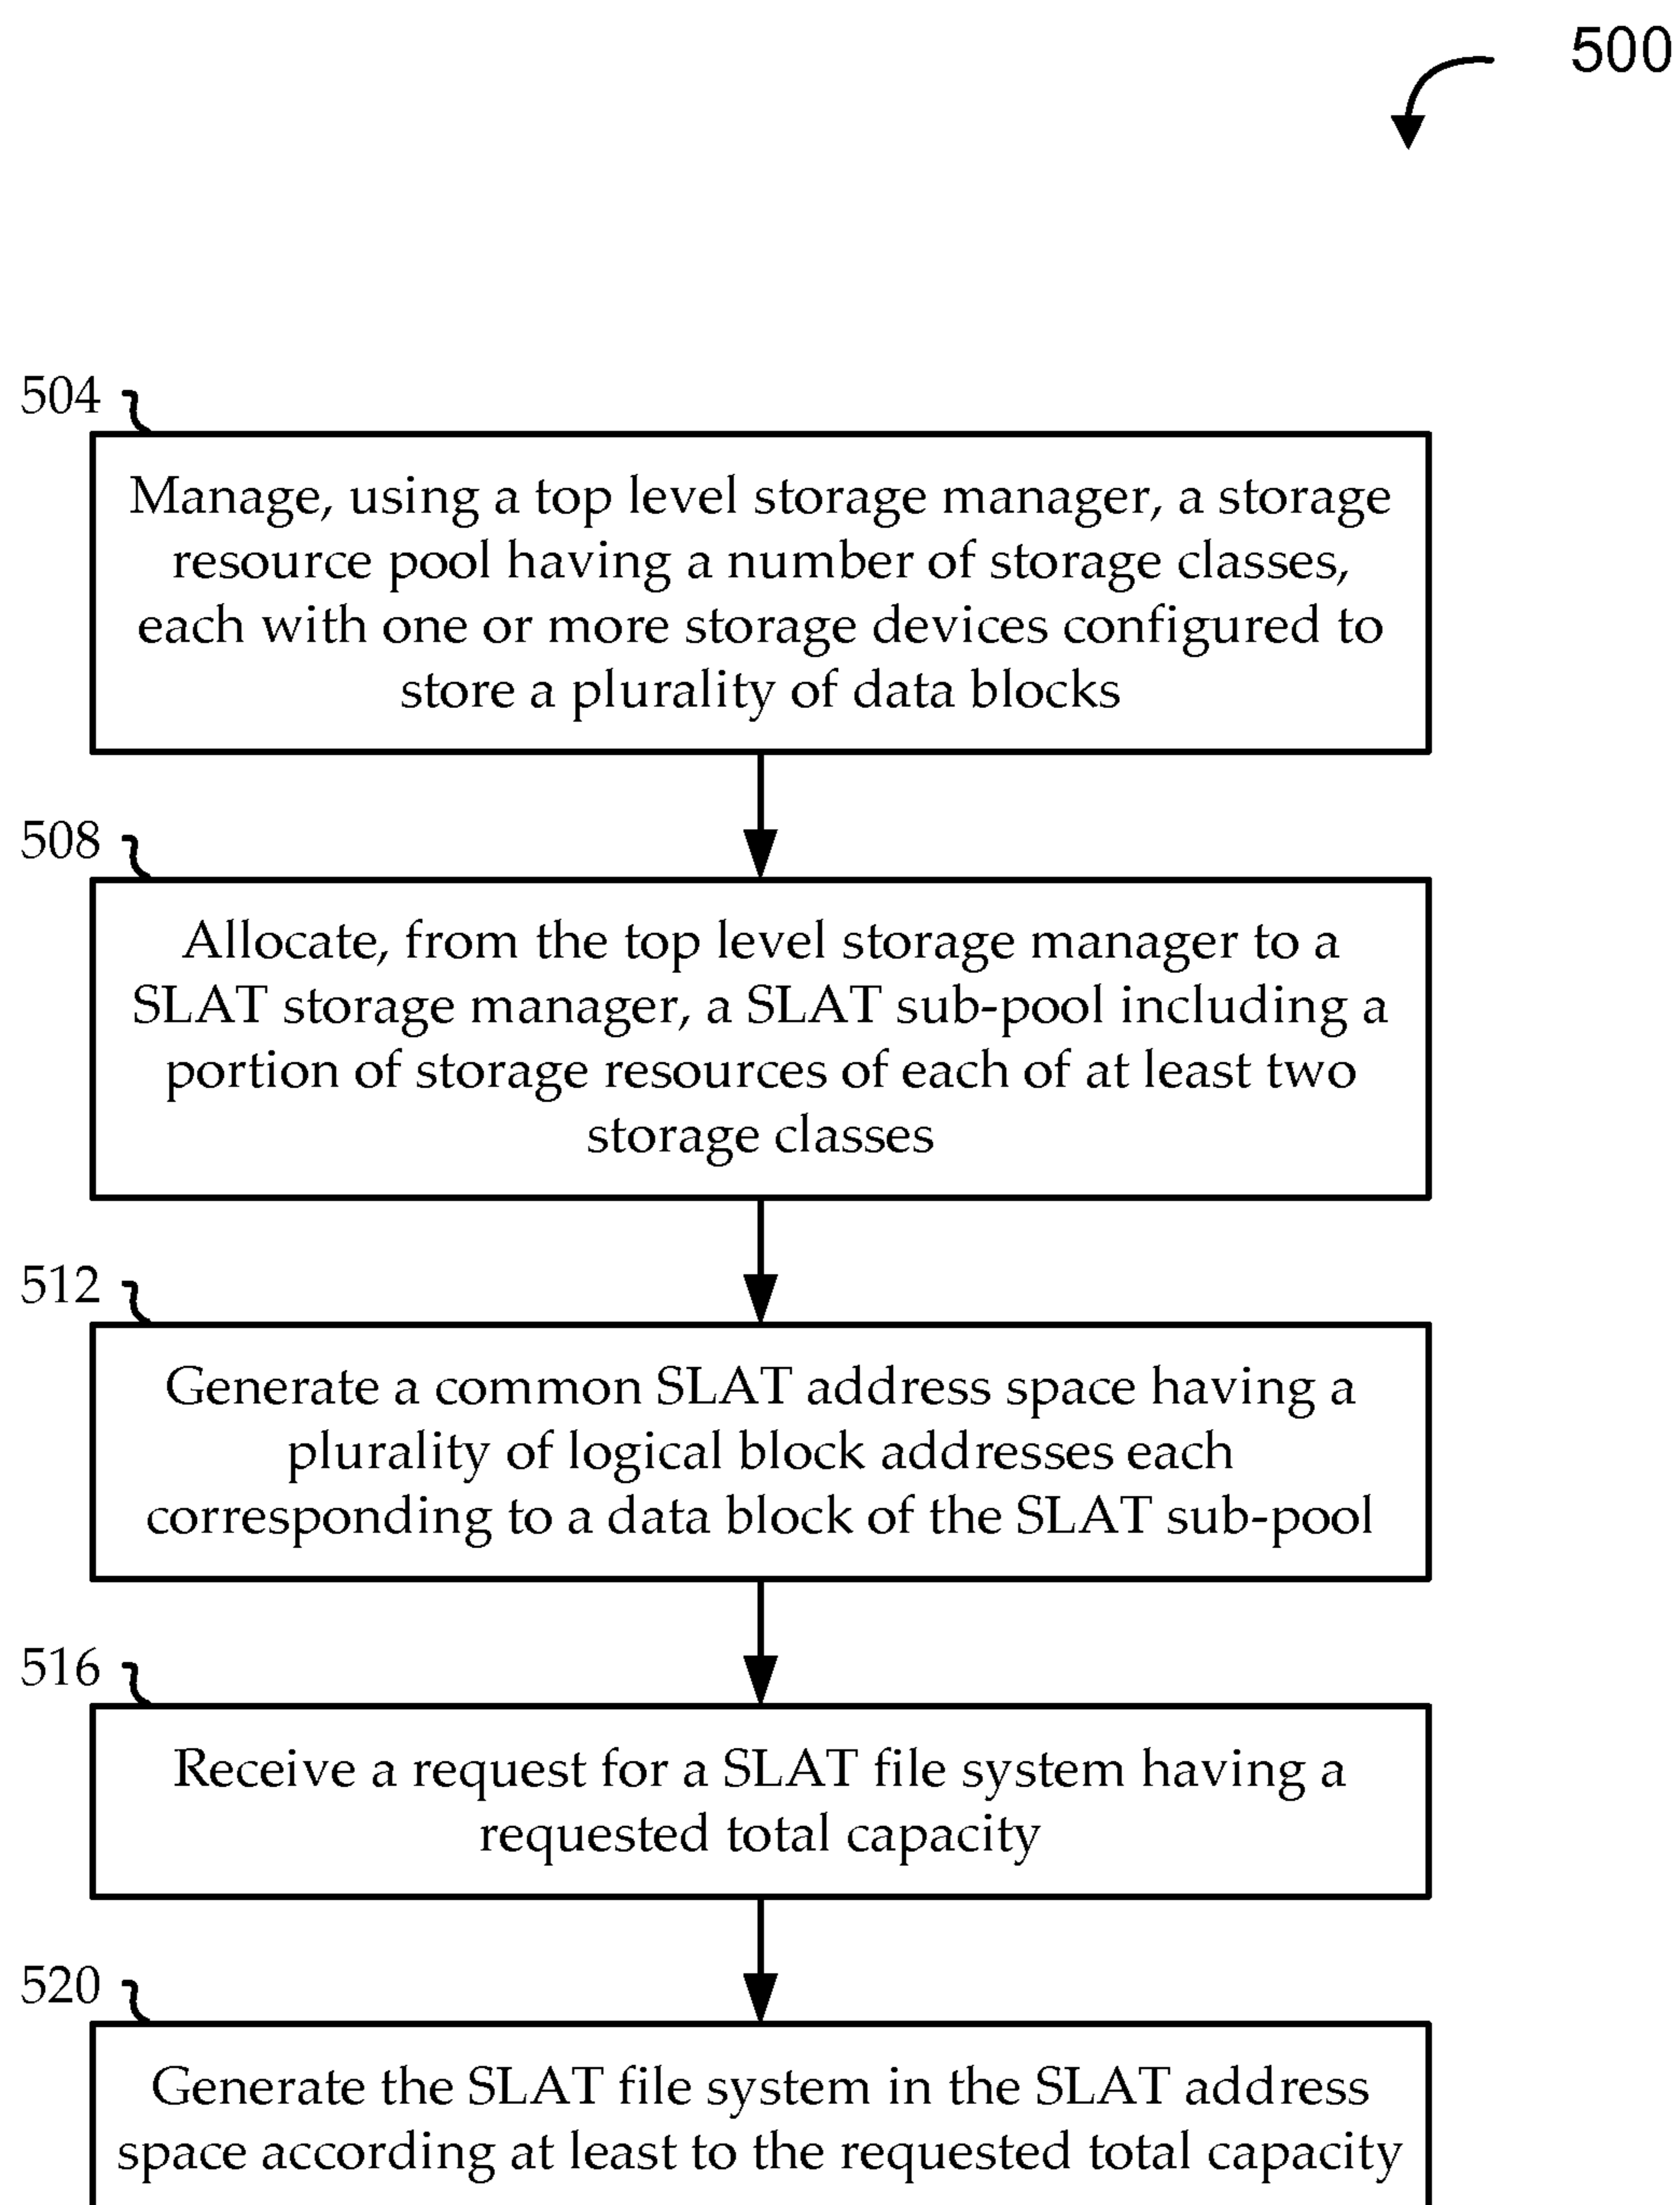 500
504
Manage, using a top level storage manager, a storage
resource pool having a number of storage classes,
each with one or more storage devices configured to
store a plurality of data blocks
508
Allocate, from the top level storage manager to a
SLAT storage manager, a SLAT sub-pool including a
portion of storage resources of each of at least two
storage classes
512
Generate a common SLAT address space having a
plurality of logical block addresses each
corresponding to a data block of the SLAT sub-pool
516
Receive a request for a SLAT file system having a
requested total capacity
520
Generate the SLAT file system in the SLAT address
space according at least to the requested total capacity